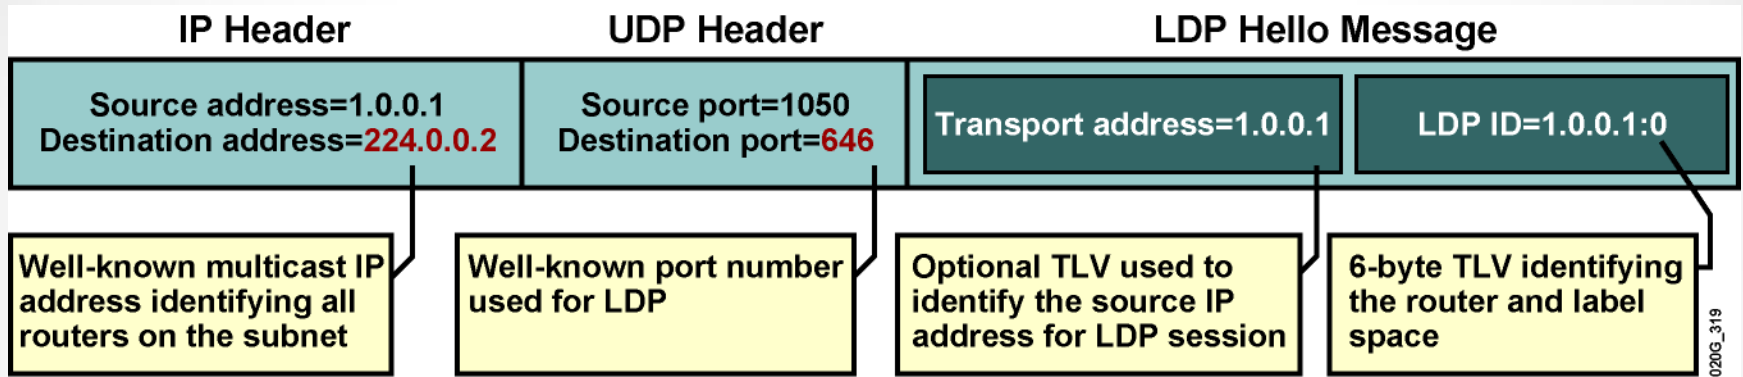 IP Header
UDP Header
LDP Hello Message
Source address=1.0.0.1
Destination address=224.0.0.2
Source port=1050
Destination port=646
Transport address=1.0.0.1
LDP ID=1.0.0.1:0
Well-known multicast IP
address identifying all
routers on the subnet
Well-known port number
used for LDP
Optional TLV used to
identify the source IP
address for LDP session
6-byte TLV identifying
the router and label
space
020G_319